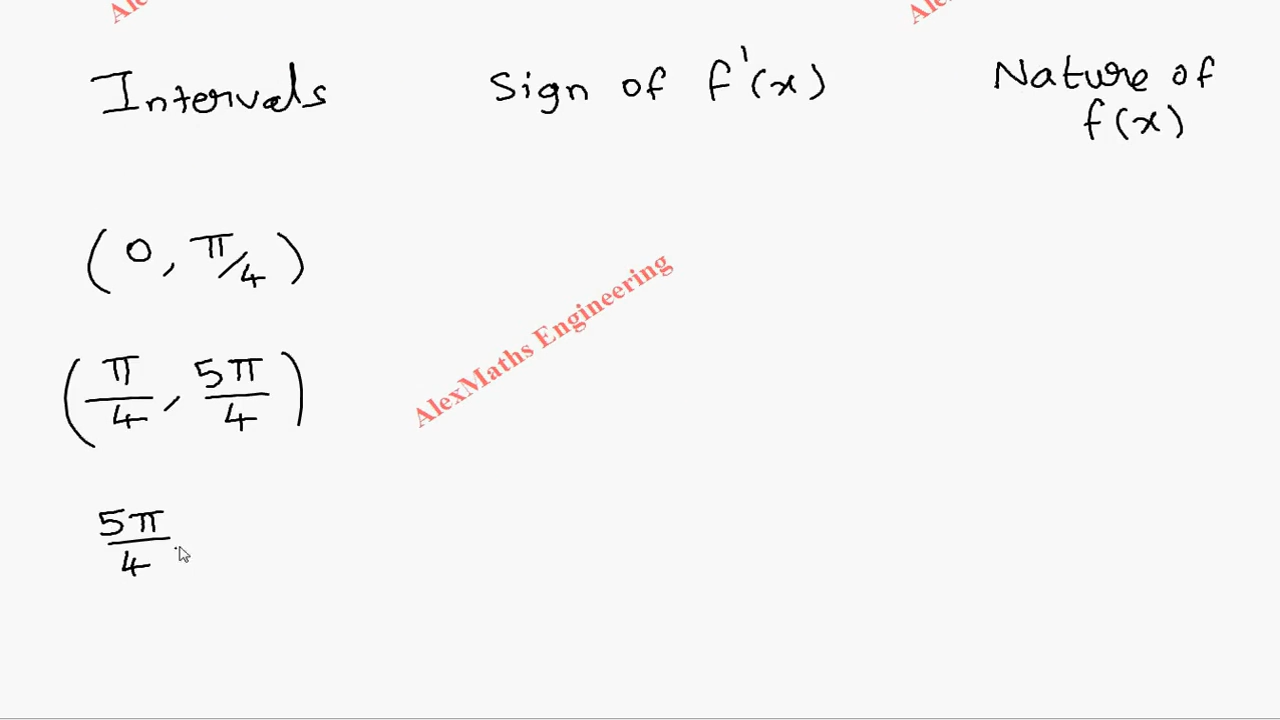 Intervals Sign of f'(x) Nature of f(x)
(0, π/4)
(π/4, 5π/4)
5π/4
AlexMaths Engineering